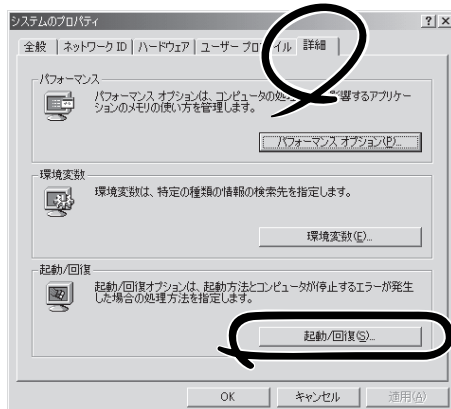 システムのプロパティ
全般 ネットワーク ID ハードウェア ユーザー プロ イル 詳細
パフォーマンス
パフォーマンス オプションは、コンピュータの処 影響するアプリケー
ションのメモリの使い方を管理します。
パフォーマンス オプション(P)...
環境変数
環境変数は、特定の種類の情報の検索先を指定します。
環境変数(E)...
起動/回復
起動/回復オプションは、起動方法とコンピュータが停止するエラーが発生
した場合の処理方法を指定します。
起動/回復(S)...
OK キャンセル 適用(A)